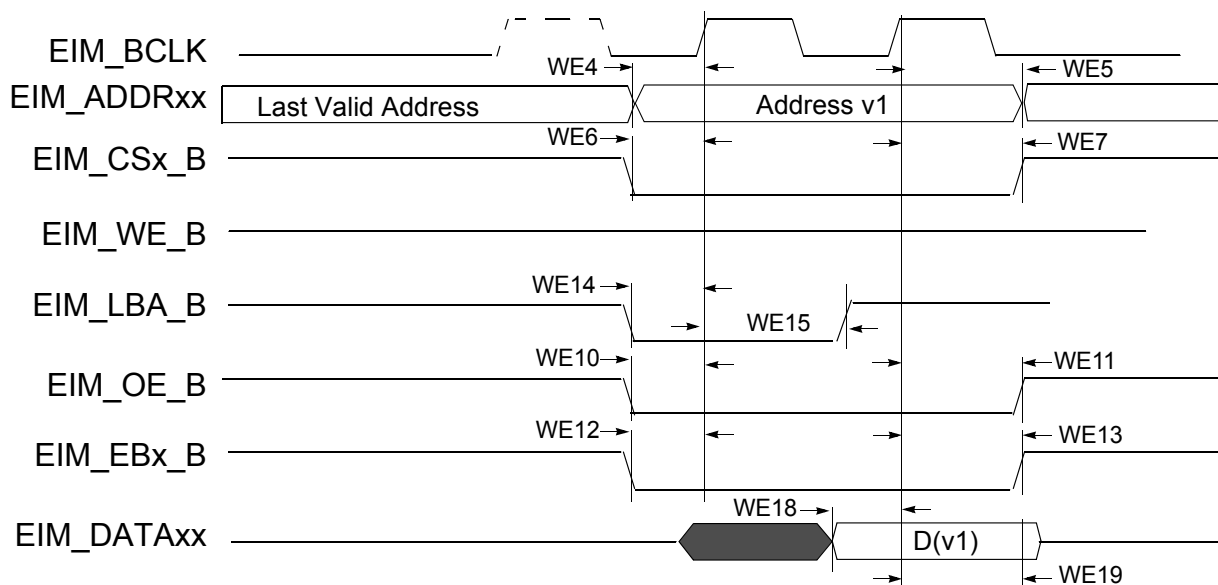 EIM_BCLK
WE4
WE5
EIM_ADDRxx
Last Valid Address
Address v1
WE6
WE7
EIM_CSx_B
EIM_WE_B
WE14
EIM_LBA_B
WE15
WE10
WE11
EIM_OE_B
WE12
WE13
EIM_EBx_B
WE18
EIM_DATAxx
D(v1)
WE19